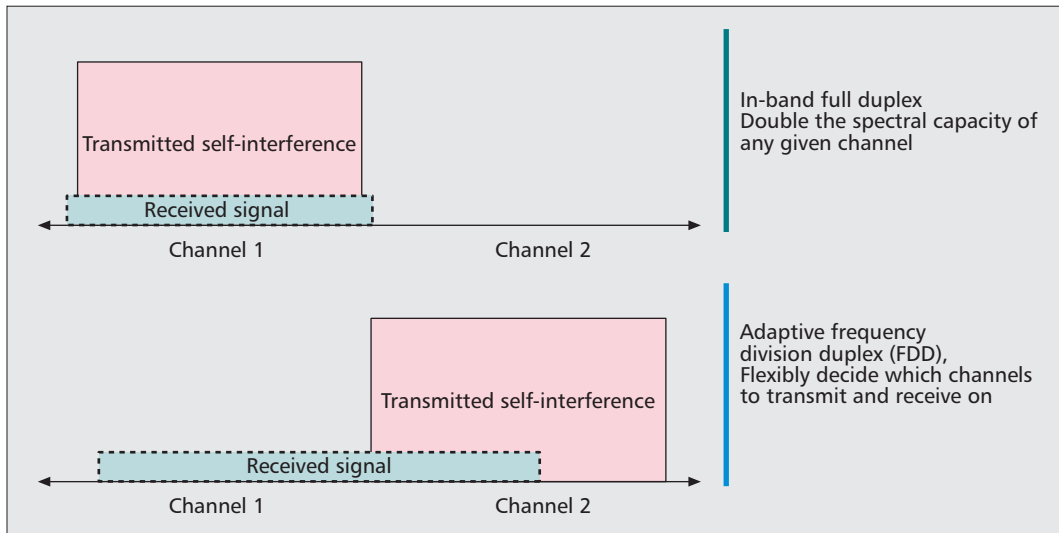 Transmitted self-interference
Received signal
Channel 1
Channel 2
In-band full duplex
Double the spectral capacity of
any given channel
Transmitted self-interference
Received signal
Channel 1
Channel 2
Adaptive frequency
division duplex (FDD),
Flexibly decide which channels
to transmit and receive on